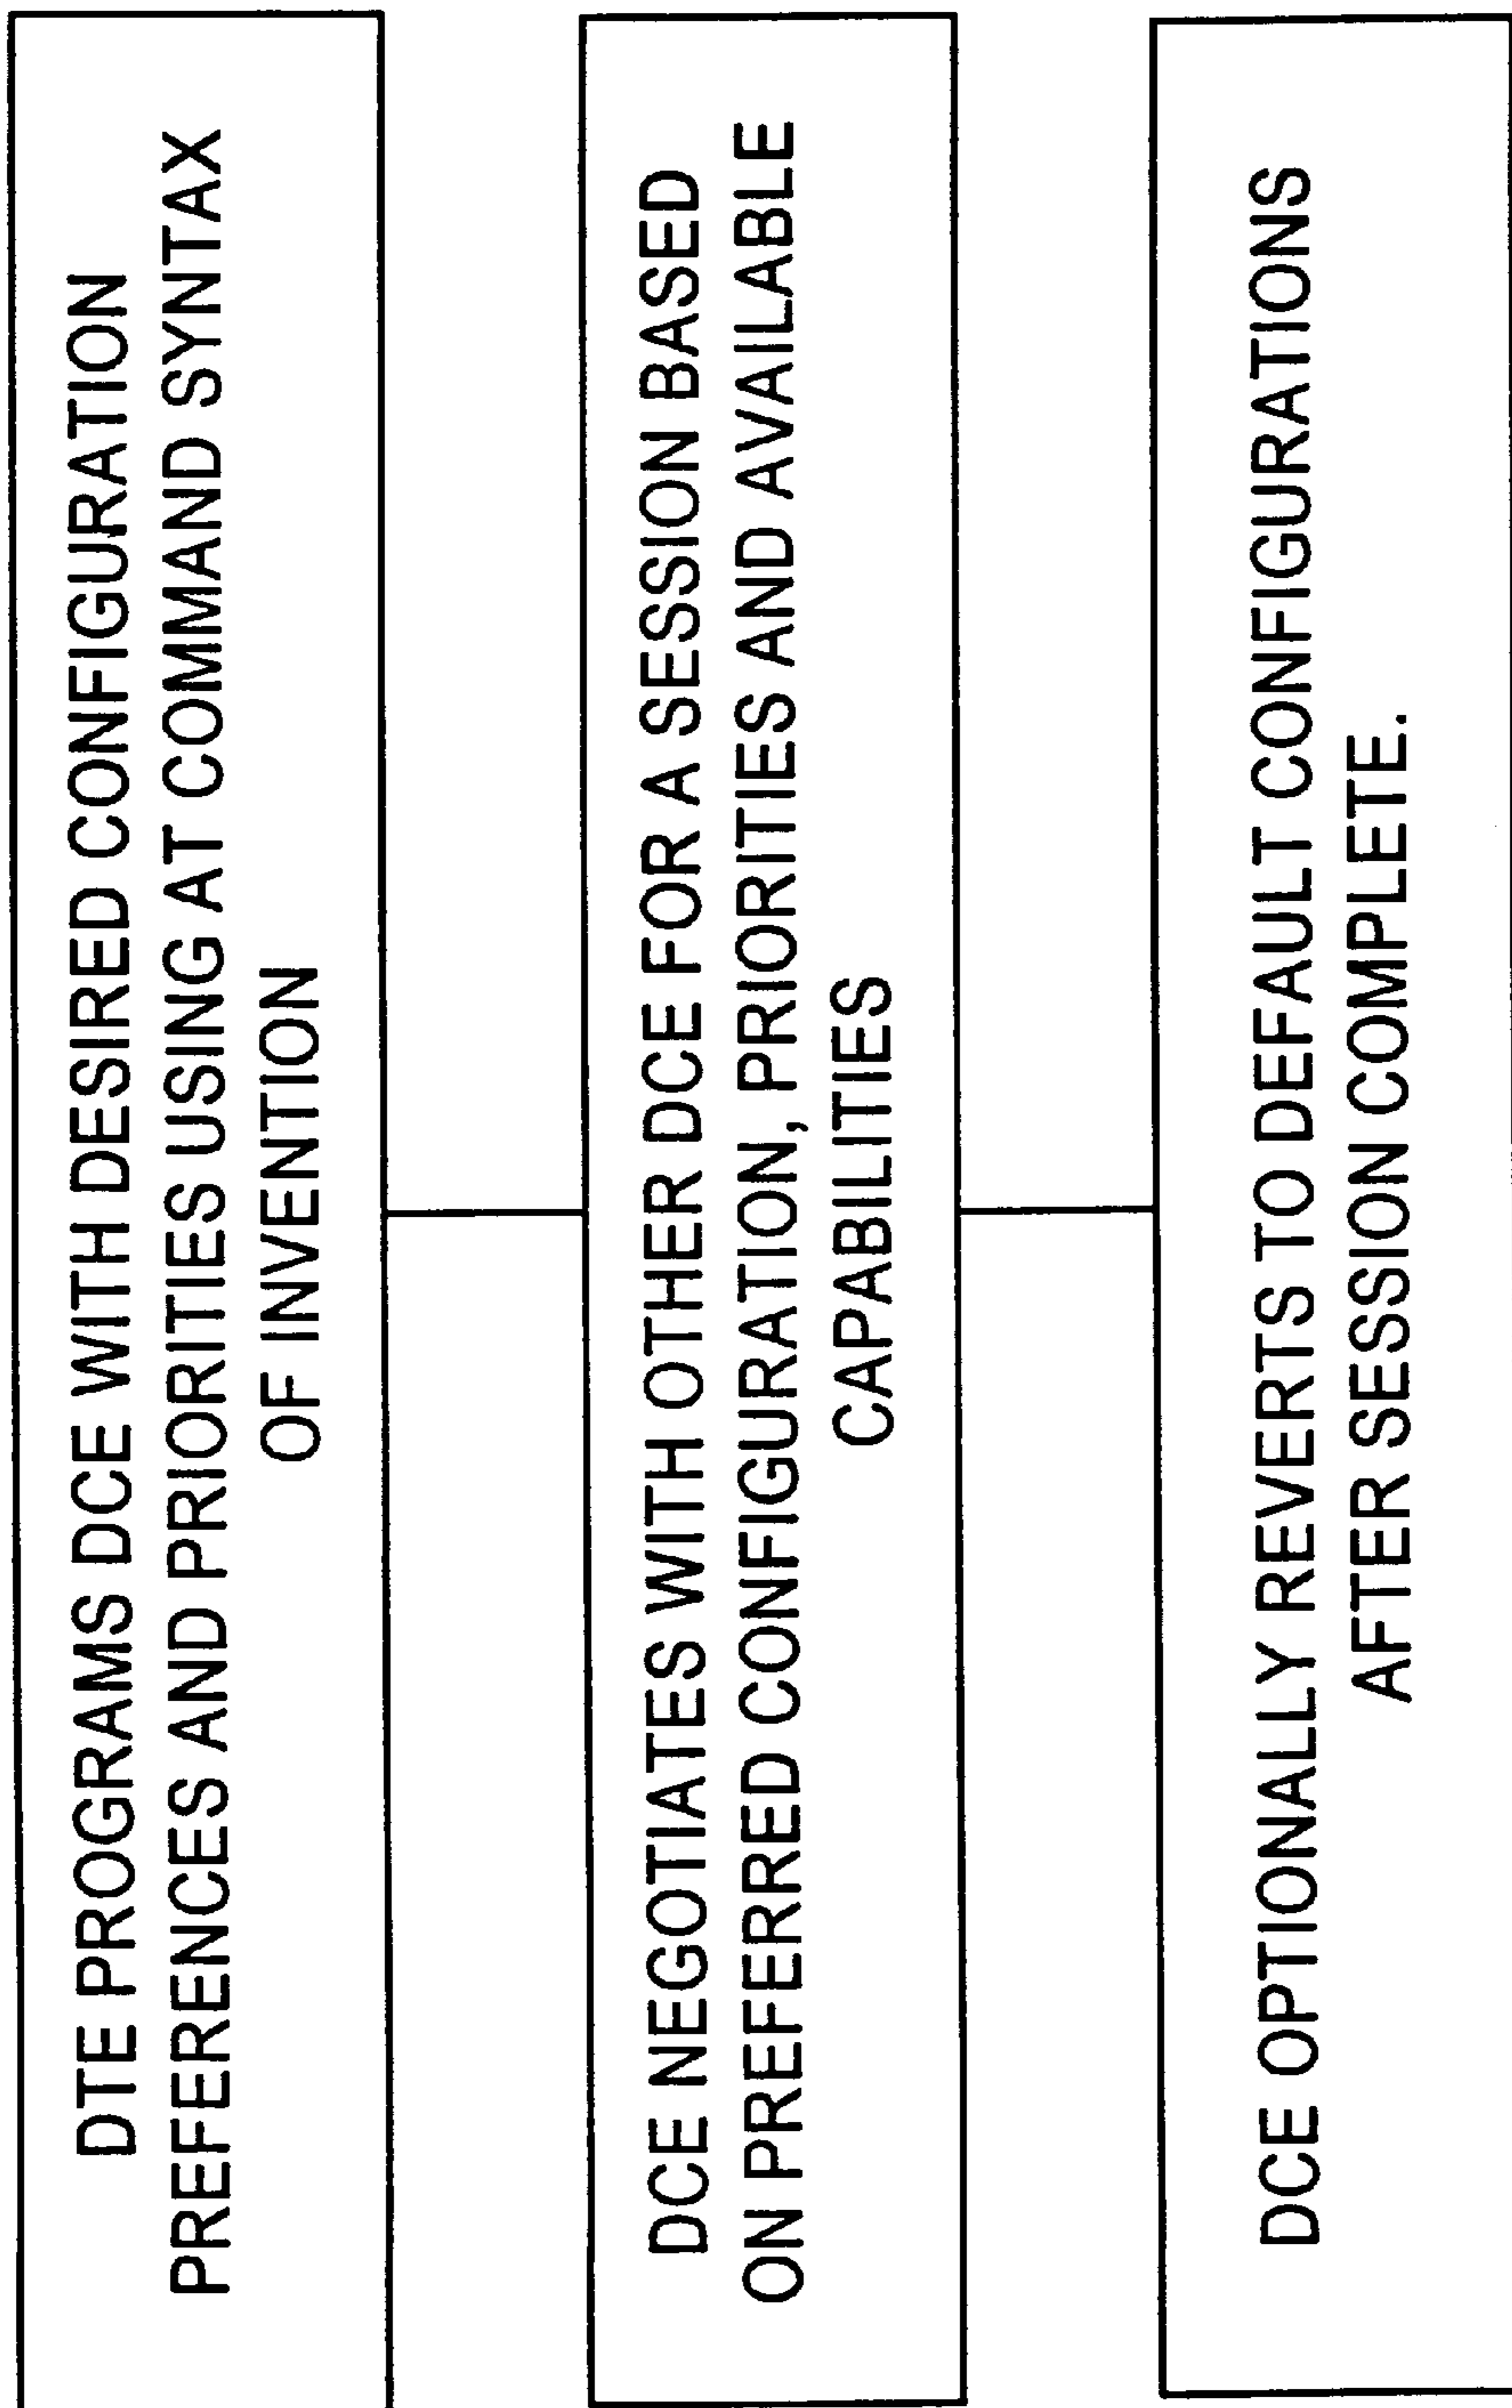 DTE PROGRAMS DCE WITH DESIRED CONFIGURATION
PREFERENCES AND PRIORITIES USING AT COMMAND SYNTAX
OF INVENTION
DCE NEGOTIATES WITH OTHER DCE FOR A SESSION BASED
ON PREFERRED CONFIGURATION, PRIORITIES AND AVAILABLE
CAPABILITIES
DCE OPTIONALLY REVERTS TO DEFAULT CONFIGURATIONS
AFTER SESSION COMPLETE.